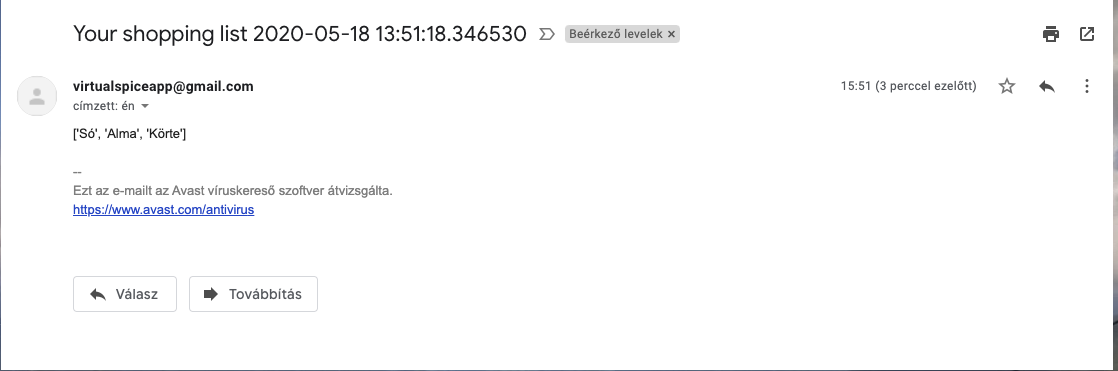 Your shopping list 2020-05-18 13:51:18.346530 Beérkező levelek ×
virtualspiceapp@gmail.com 15:51 (3 perccel ezelőtt)
címzett: én
['Só', 'Alma', 'Körte']
--
Ezt az e-mailt az Avast víruskereső szoftver átvizsgálta.
https://www.avast.com/antivirus
Válasz Továbbítás